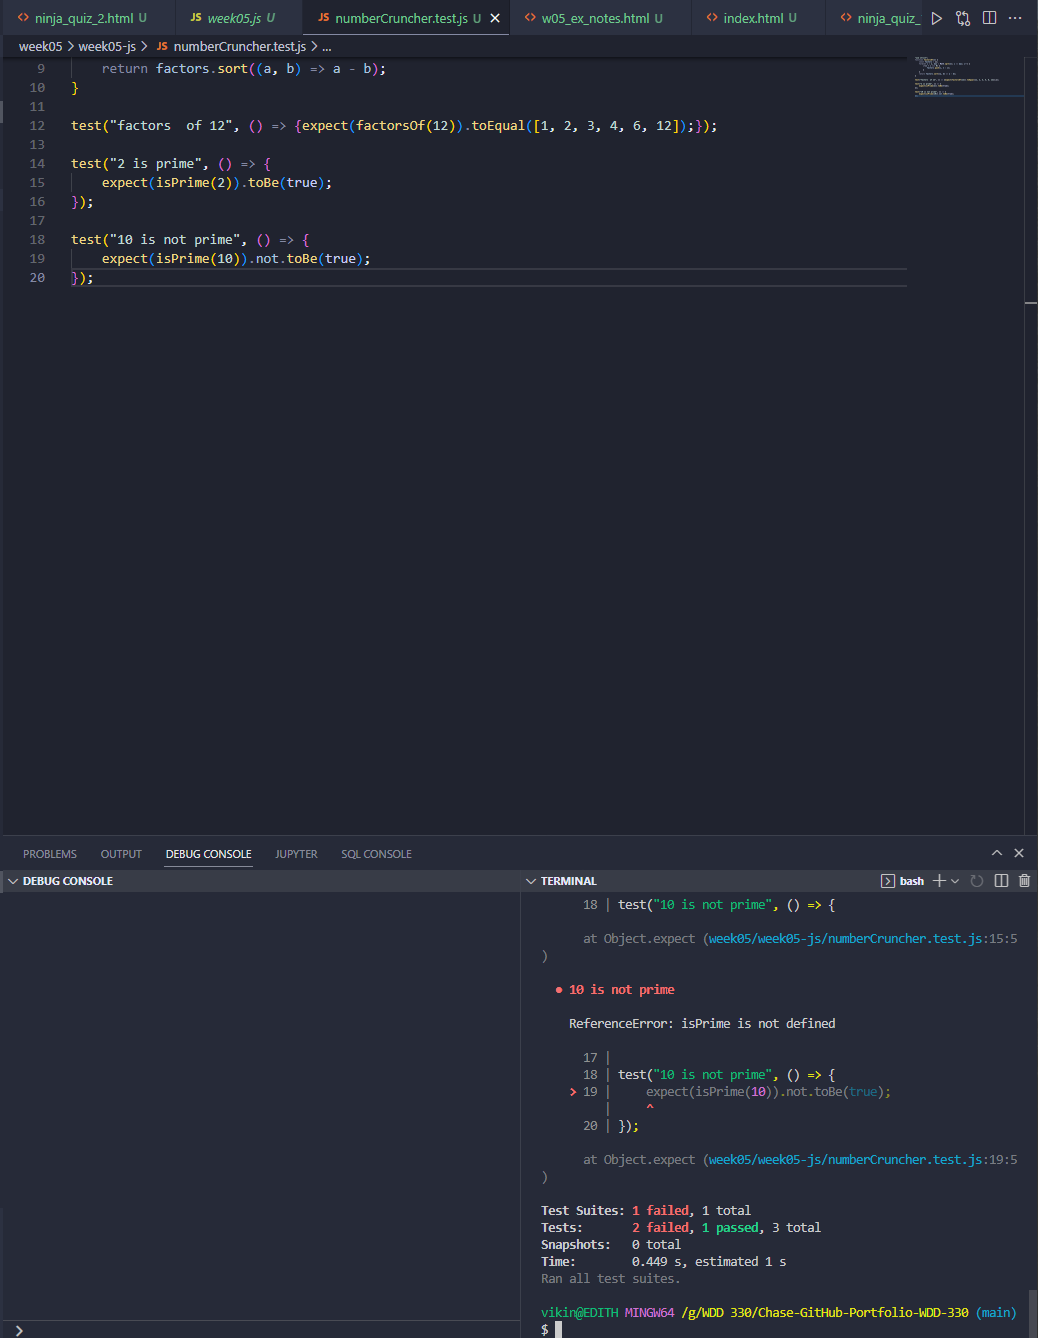 ninja_quiz_2.html U
JS week05.js U
JS numberCruncher.test.js U
w05_ex_notes.html U
index.html U
ninja_quiz_
week05 > week05-js > JS numberCruncher.test.js > ...
9 return factors.sort((a, b) => a - b);
10 }
11
12 test("factors  of 12", () => {expect(factorsOf(12)).toEqual([1, 2, 3, 4, 6, 12]);});
13
14 test("2 is prime", () => {
15 expect(isPrime(2)).toBe(true);
16 });
17
18 test("10 is not prime", () => {
19 expect(isPrime(10)).not.toBe(true);
20 });
PROBLEMS OUTPUT DEBUG CONSOLE JUPYTER SQL CONSOLE
DEBUG CONSOLE
TERMINAL
bash
18 | test("10 is not prime", () => {
at Object.expect (week05/week05-js/numberCruncher.test.js:15:5
)
● 10 is not prime
ReferenceError: isPrime is not defined
17 |
18 | test("10 is not prime", () => {
> 19 | expect(isPrime(10)).not.toBe(true);
| ^
20 | });
at Object.expect (week05/week05-js/numberCruncher.test.js:19:5
)
Test Suites: 1 failed, 1 total
Tests: 2 failed, 1 passed, 3 total
Snapshots: 0 total
Time: 0.449 s, estimated 1 s
Ran all test suites.
vikin@EDITH MINGW64 /g/WDD 330/Chase-GitHub-Portfolio-WDD-330 (main)
$
>